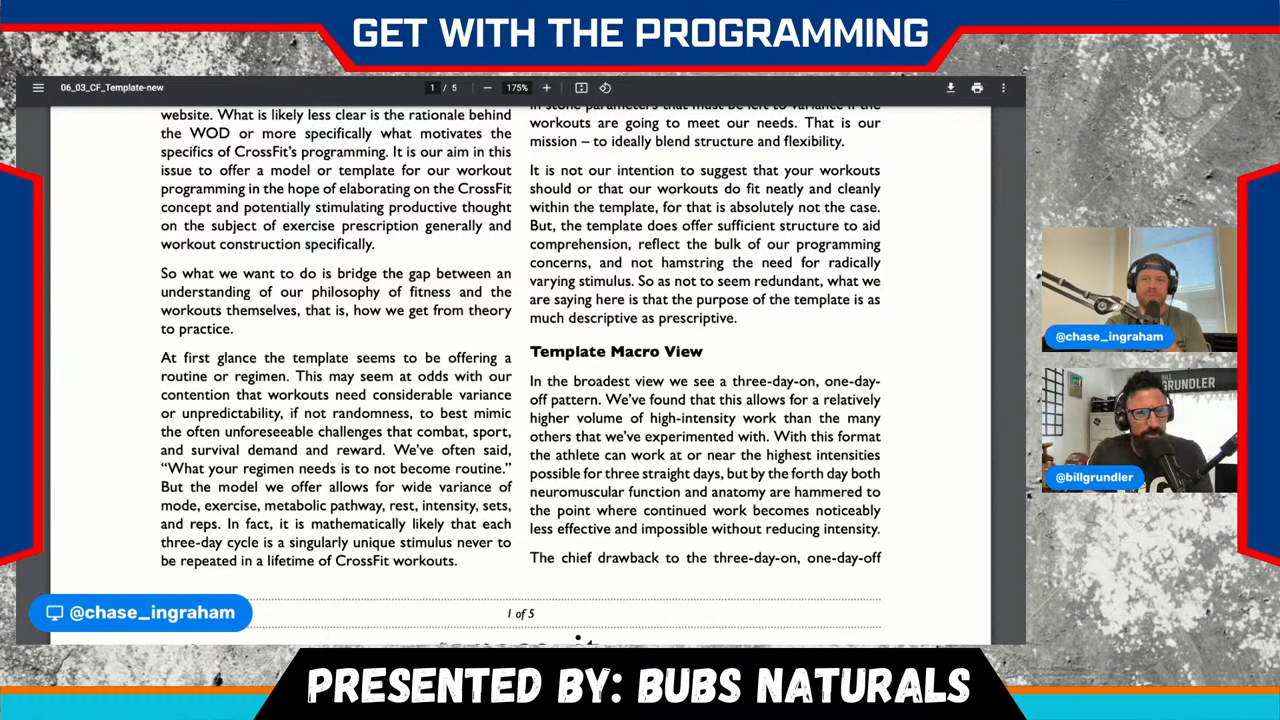 GET WITH THE PROGRAMMING
06_03_CF_Template-new
1 / 5
175%
website. What is likely less clear is the rationale behind
the WOD or more specifically what motivates the
specifics of CrossFit's programming. It is our aim in this
issue to offer a model or template for our workout
programming in the hope of elaborating on the CrossFit
concept and potentially stimulating productive thought
on the subject of exercise prescription generally and
workout construction specifically.
So what we want to do is bridge the gap between an
understanding of our philosophy of fitness and the
workouts themselves, that is, how we get from theory
to practice.
At first glance the template seems to be offering a
routine or regimen. This may seem at odds with our
contention that workouts need considerable variance
or unpredictability, if not randomness, to best mimic
the often unforeseeable challenges that combat, sport,
and survival demand and reward. We've often said,
“What your regimen needs is to not become routine.”
But the model we offer allows for wide variance of
mode, exercise, metabolic pathway, rest, intensity, sets,
and reps. In fact, it is mathematically likely that each
three-day cycle is a singularly unique stimulus never to
be repeated in a lifetime of CrossFit workouts.
in stone parameters that must be left to variance if the
workouts are going to meet our needs. That is our
mission – to ideally blend structure and flexibility.
It is not our intention to suggest that your workouts
should or that our workouts do fit neatly and cleanly
within the template, for that is absolutely not the case.
But, the template does offer sufficient structure to aid
comprehension, reflect the bulk of our programming
concerns, and not hamstring the need for radically
varying stimulus. So as not to seem redundant, what we
are saying here is that the purpose of the template is as
much descriptive as prescriptive.
Template Macro View
In the broadest view we see a three-day-on, one-day-
off pattern. We've found that this allows for a relatively
higher volume of high-intensity work than the many
others that we've experimented with. With this format
the athlete can work at or near the highest intensities
possible for three straight days, but by the forth day both
neuromuscular function and anatomy are hammered to
the point where continued work becomes noticeably
less effective and impossible without reducing intensity.
The chief drawback to the three-day-on, one-day-off
1 of 5
@chase_ingraham
@chase_ingraham
BILL
GRUNDLER
@billgrundler
PRESENTED BY: BUBS NATURALS